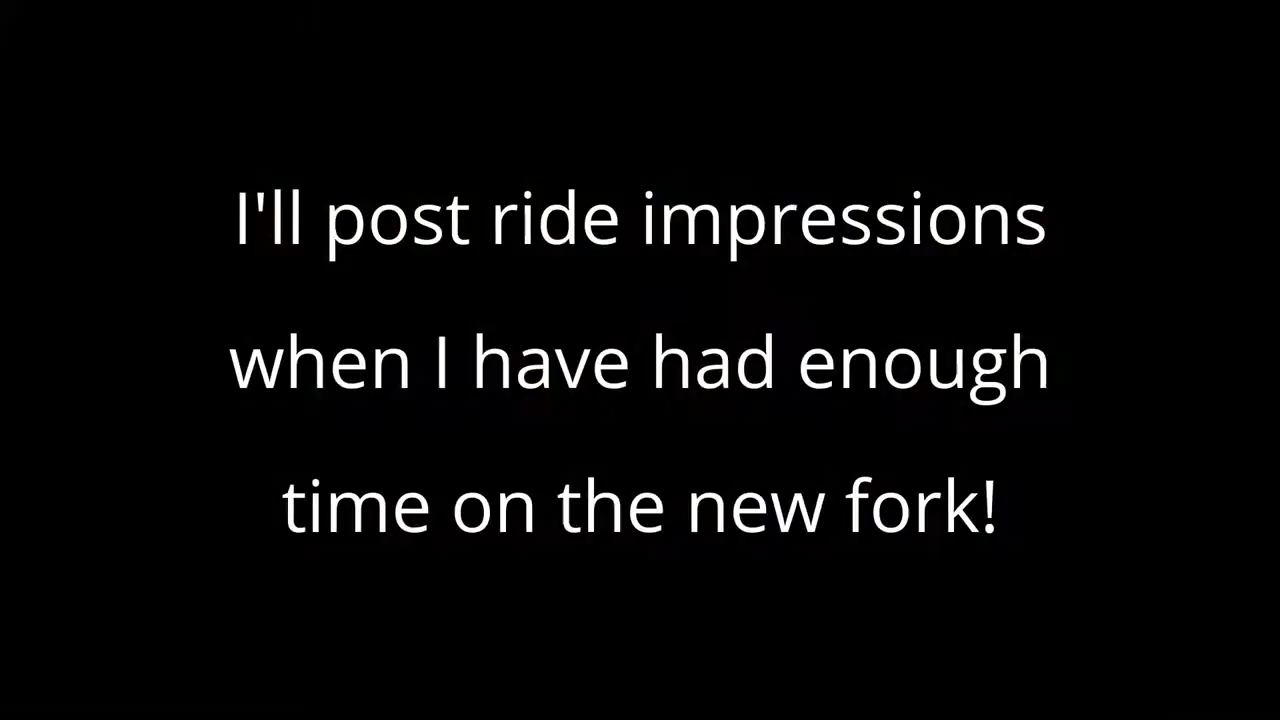 I'll post ride impressions
when I have had enough
time on the new fork!